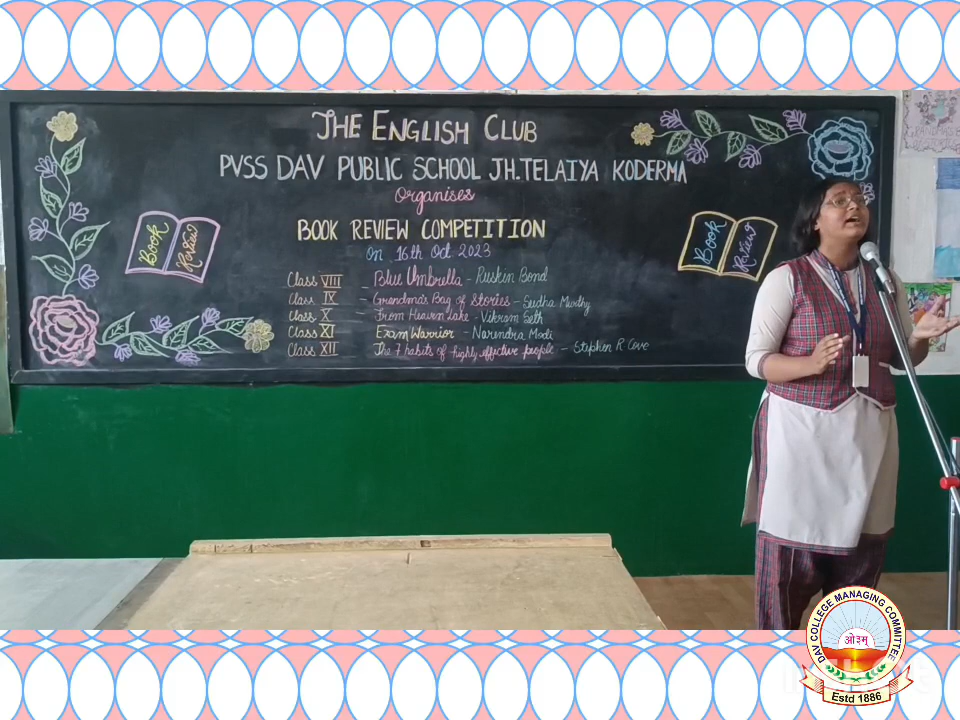 THE ENGLISH CLUB
PVSS DAV PUBLIC SCHOOL JH.TELAIYA KODERMA
Organises
BOOK REVIEW COMPETITION
On 16th Oct 2023
Class VIII – Blue Umbrella – Ruskin Bond
Class IX – Grandma's Bag of Stories – Sudha Murthy
Class X – From Heaven Lake – Vikram Seth
Class XI – Exam Warrior – Narendra Modi
Class XII – The 7 habits of highly effective people – Stephen R Cove
Book
Review
Book
Review
DAV COLLEGE MANAGING COMMITTEE
ओ३म्
Estd 1886